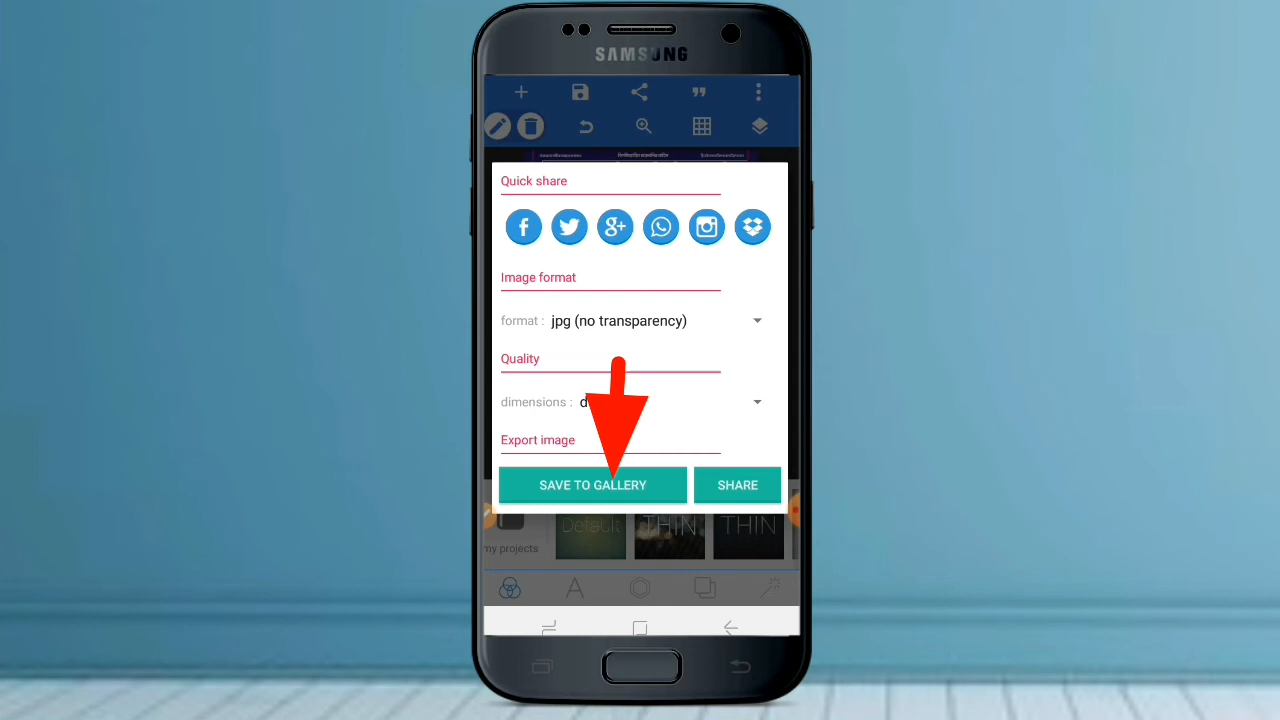 SAMSUNG
Quick share
Image format
format : jpg (no transparency)
Quality
dimensions :
Export image
SAVE TO GALLERY
SHARE
Default
THIN
THIN
my projects